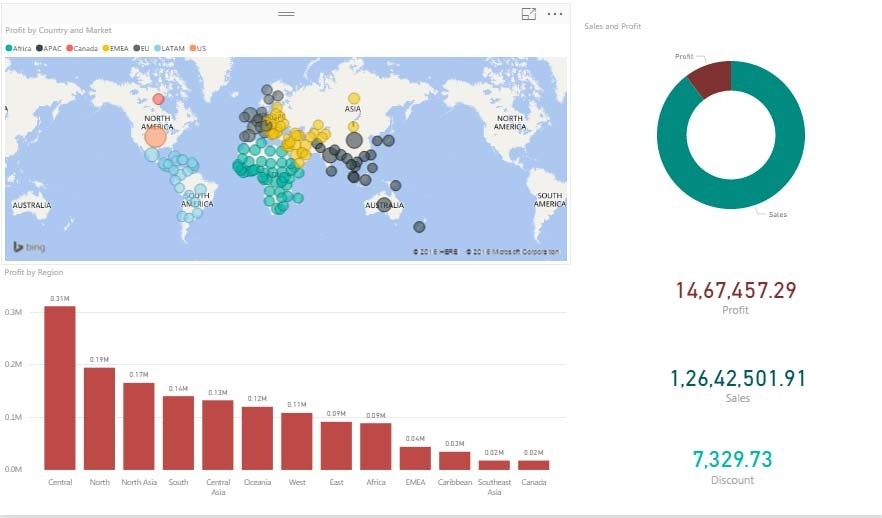 Profit by Country and Market
Africa APAC Canada EMEA EU LATAM US
NORTH AMERICA
ASIA
NORTH AMERICA
SOUTH AMERICA
AUSTRALIA
AUSTRALIA
SOUTH AMERICA
bing
© 2016 HERE © 2016 Microsoft Corporation
Sales and Profit
Profit
Sales
Profit by Region
0.3M
0.2M
0.1M
0.0M
0.31M
0.19M
0.17M
0.14M
0.13M
0.12M
0.11M
0.09M
0.09M
0.04M
0.03M
0.02M
0.02M
Central North North Asia South Central Asia Oceania West East Africa EMEA Caribbean Southeast Asia Canada
14,67,457.29
Profit
1,26,42,501.91
Sales
7,329.73
Discount